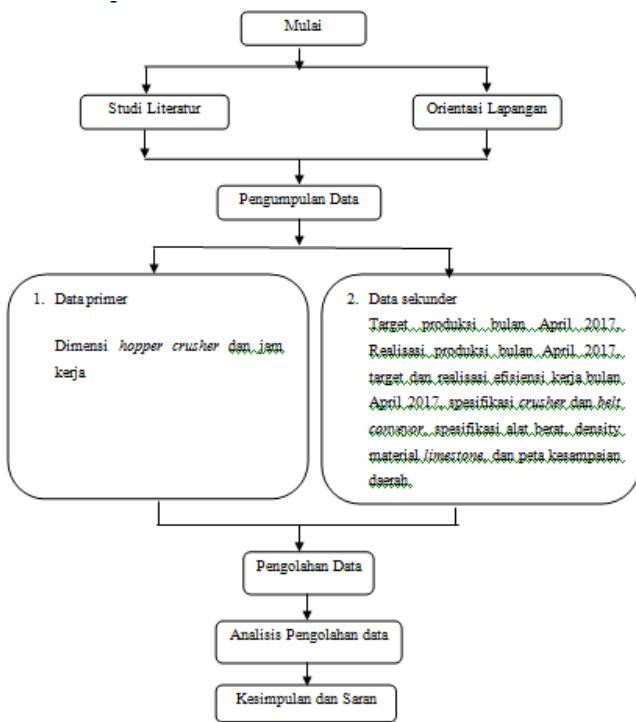 Mulai
Studi Literatur
Orientasi Lapangan
Pengumpulan Data
1. Data primer
Dimensi hopper crusher dan jam
kerja
2. Data sekunder
Target produksi bulan April 2017,
Realisasi produksi bulan April 2017,
target dan realisasi efisiensi kerja bulan
April 2017, spesifikasi crusher dan belt
conveyor, spesifikasi alat berat, density
material limestone, dan peta kesampaian
daerah.
Pengolahan Data
Analisis Pengolahan data
Kesimpulan dan Saran